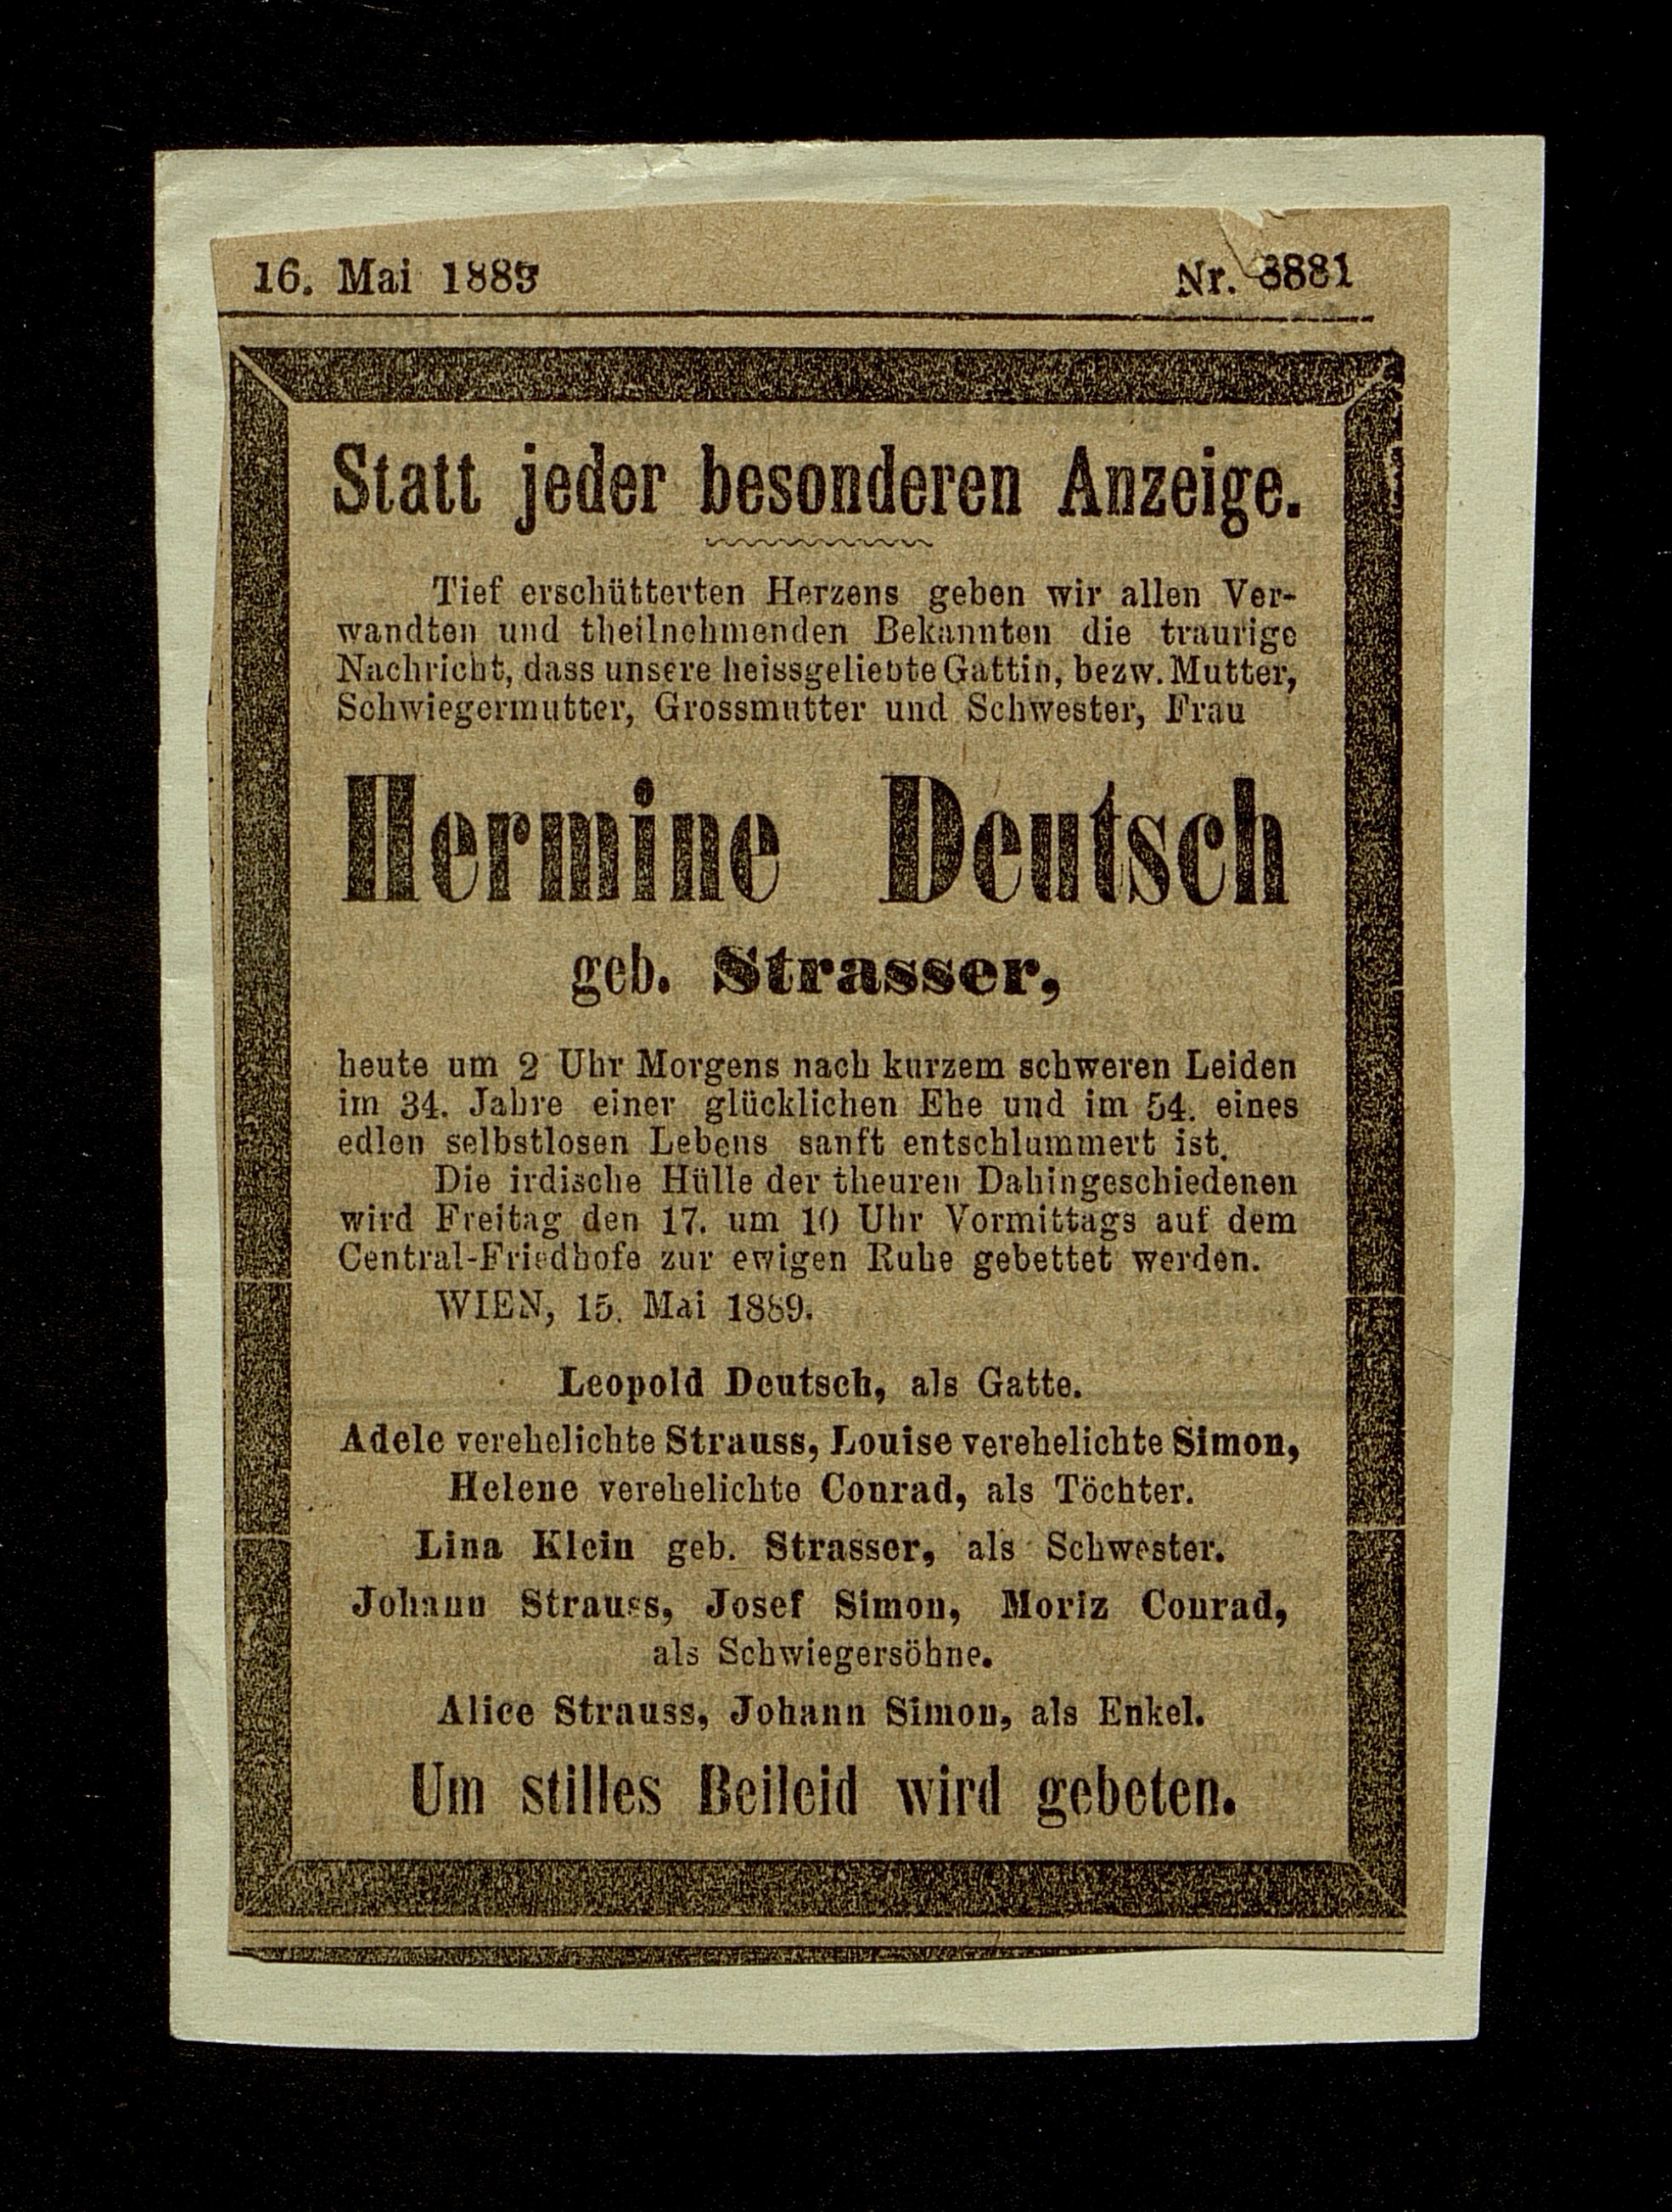 16. Mai 1889
Nr. 8881
Statt jeder besonderen Anzeige.
Tief erschütterten Herzens geben wir allen Ver-
wandten und theilnehmenden Bekannten die traurige
Nachricht, dass unsere heissgeliebte Gattin, bezw. Mutter,
Schwiegermutter, Grossmutter und Schwester, Frau
Hermine Deutsch
geb. Strasser,
heute um 2 Uhr Morgens nach kurzem schweren Leiden
im 34. Jahre einer glücklichen Ehe und im 54. eines
edlen selbstlosen Lebens sanft entschlummert ist.
Die irdische Hülle der theuren Dahingeschiedenen
wird Freitag den 17. um 10 Uhr Vormittags auf dem
Central-Friedhofe zur ewigen Ruhe gebettet werden.
WIEN, 15. Mai 1889.
Leopold Deutsch, als Gatte.
Adele verehelichte Strauss, Louise verehelichte Simon,
Helene verehelichte Conrad, als Töchter.
Lina Klein geb. Strasser, als Schwester.
Johann Strauss, Josef Simon, Moriz Conrad,
als Schwiegersöhne.
Alice Strauss, Johann Simon, als Enkel.
Um stilles Beileid wird gebeten.